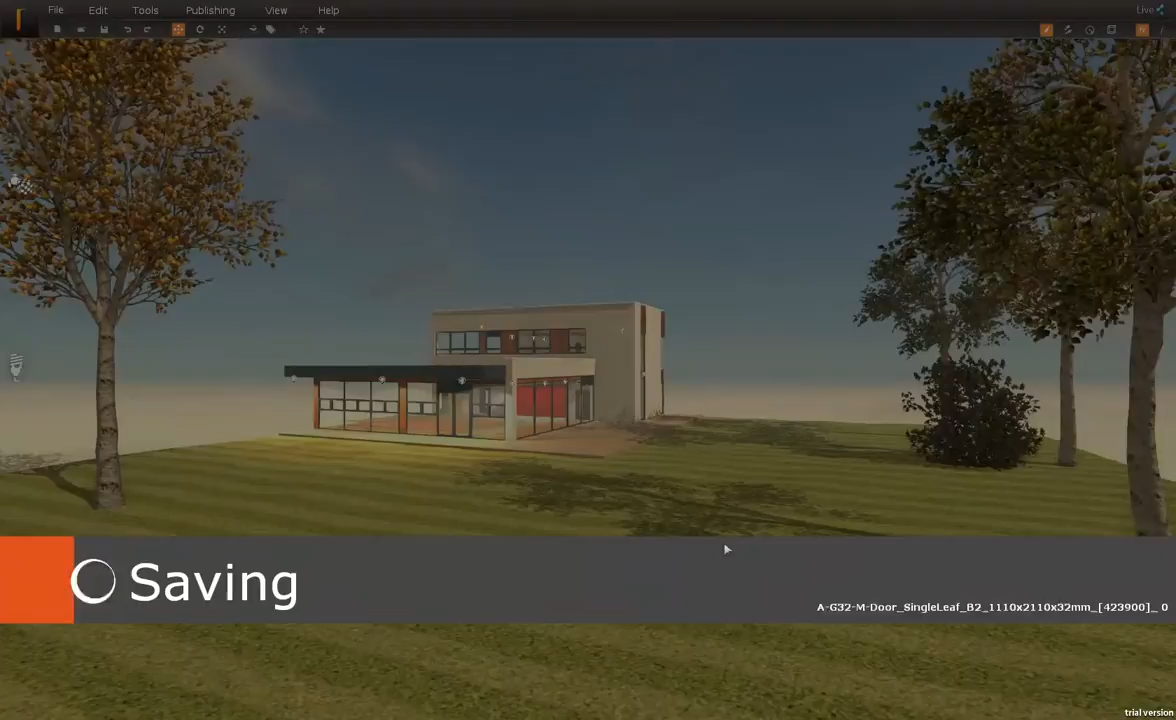 File Edit Tools Publishing View Help
Live
Saving
A-G32-M-Door_SingleLeaf_B2_1110x2110x32mm_[423900]_ 0
trial version